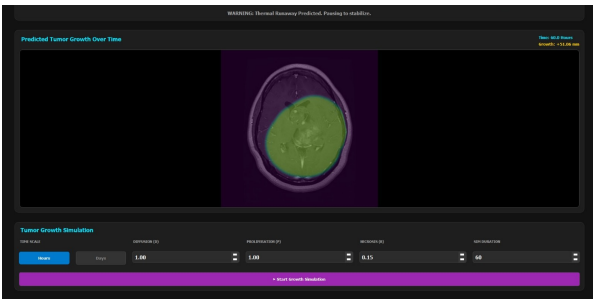 WARNING: Thermal Runaway Predicted. Pausing to stabilize.
Predicted Tumor Growth Over Time
Time: 60.0 Hours
Growth: +51.06 mm
Tumor Growth Simulation
TIME SCALE
DIFFUSION (D)
PROLIFERATION (P)
NECROSIS (N)
SIM DURATION
Hours
Days
1.00
1.00
0.15
60
Start Growth Simulation